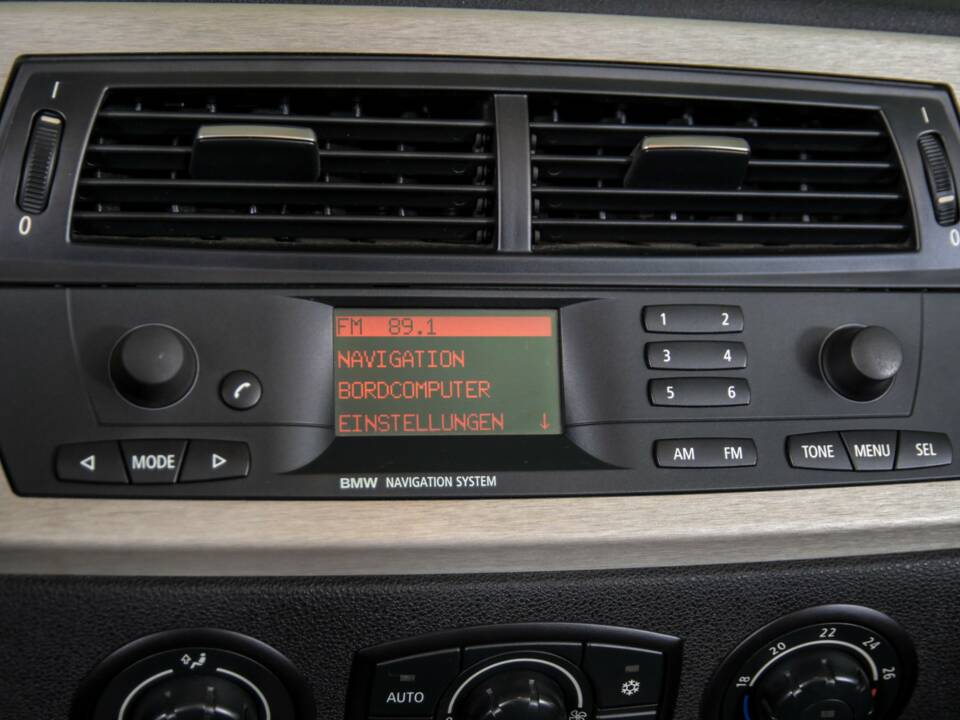 I
I
0
0
FM 89.1
NAVIGATION
BORDCOMPUTER
EINSTELLUNGEN ↓
1 2
3 4
5 6
MODE
AM FM
TONE MENU SEL
BMW NAVIGATION SYSTEM
AUTO
18 20 22 24 26